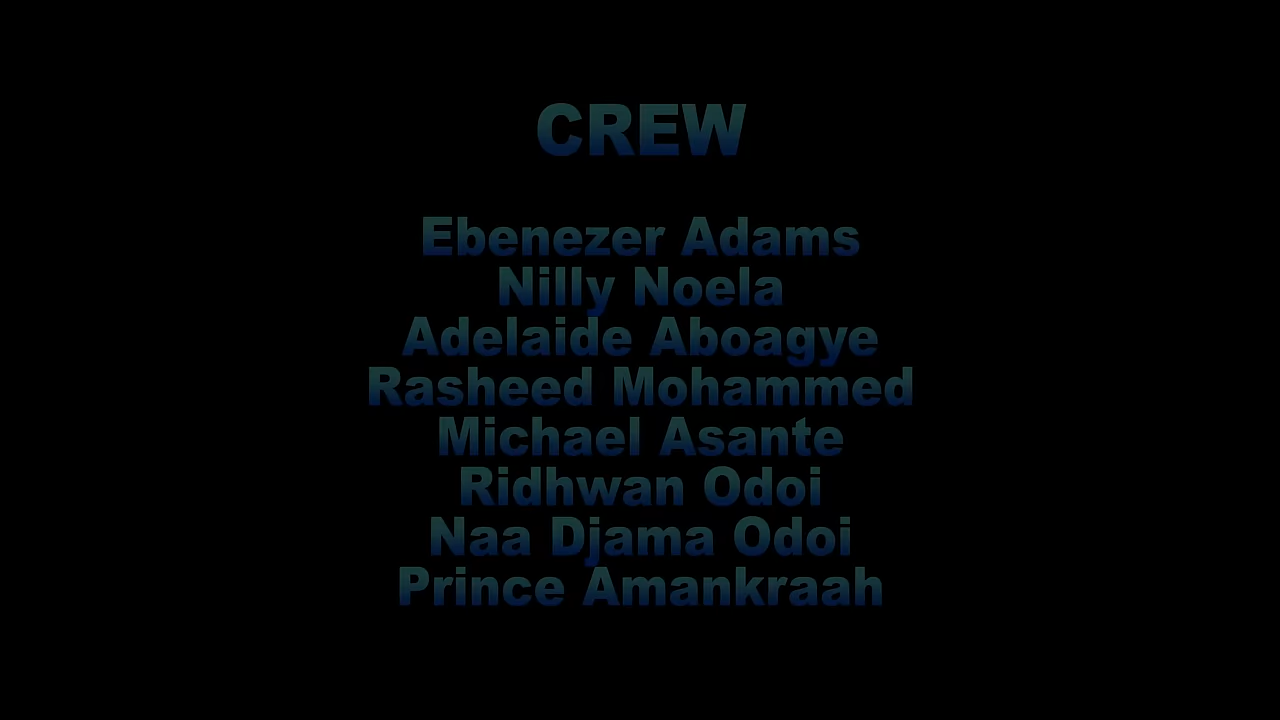 CREW
Ebenezer Adams
Nilly Noela
Adelaide Aboagye
Rasheed Mohammed
Michael Asante
Ridhwan Odoi
Naa Djama Odoi
Prince Amankraah